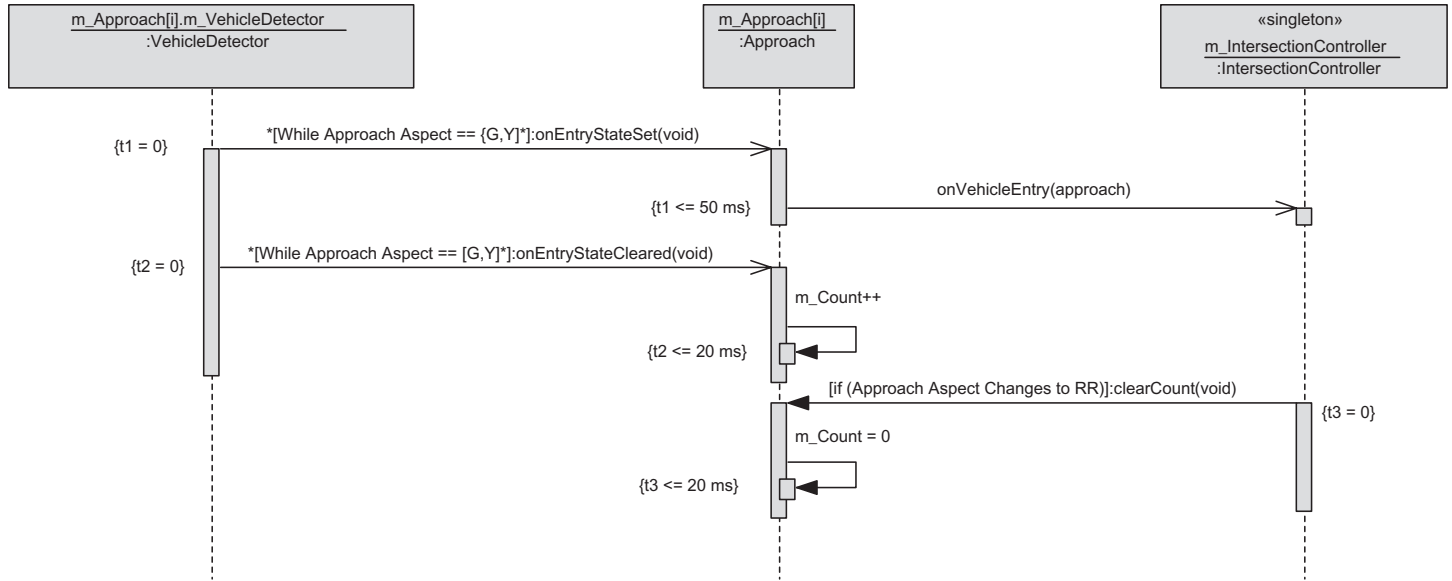 m_Approach[i].m_VehicleDetector
:VehicleDetector
m_Approach[i]
:Approach
«singleton»
m_IntersectionController
:IntersectionController
*[While Approach Aspect == {G,Y]*]:onEntryStateSet(void)
{t1 = 0}
onVehicleEntry(approach)
{t1 <= 50 ms}
*[While Approach Aspect == [G,Y]*]:onEntryStateCleared(void)
{t2 = 0}
m_Count++
{t2 <= 20 ms}
[if (Approach Aspect Changes to RR)]:clearCount(void)
{t3 = 0}
m_Count = 0
{t3 <= 20 ms}